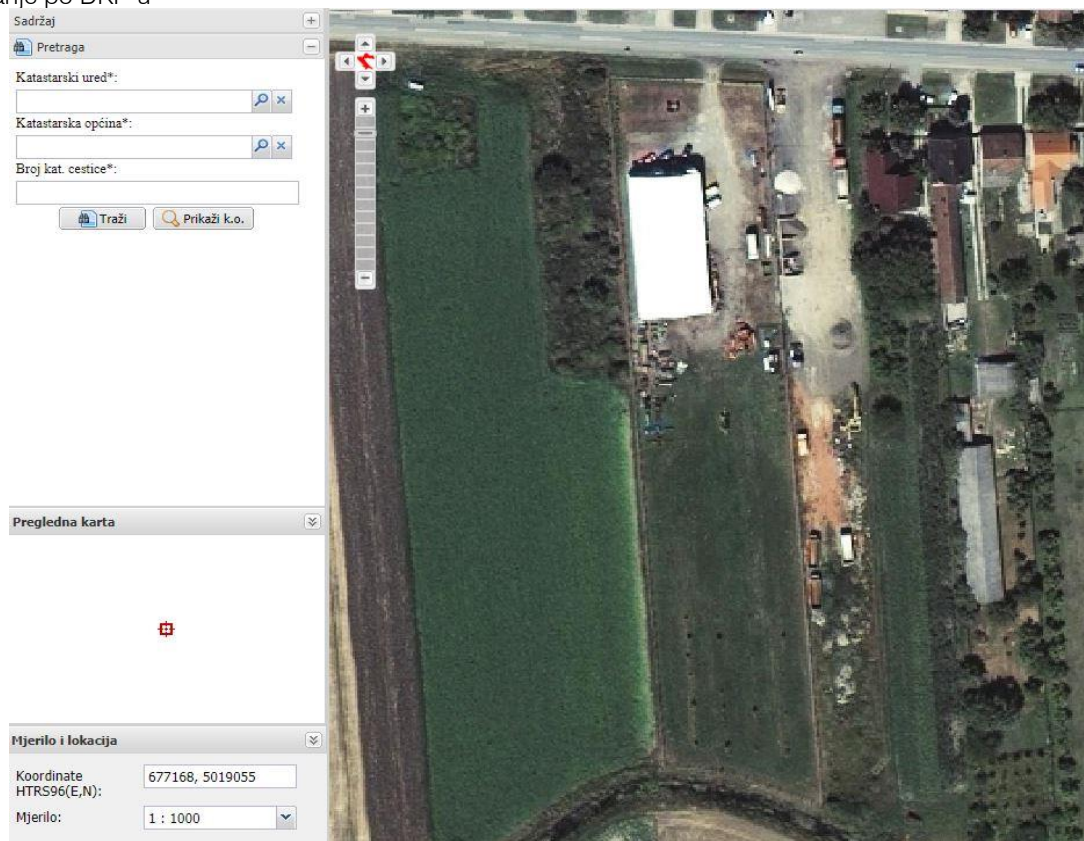 Sadržaj
Pretraga
Katastarski ured*:
Katastarska općina*:
Broj kat. cestice*:
Traži Prikaži k.o.
Pregledna karta
Mjerilo i lokacija
Koordinate 677168, 5019055
HTRS96(E,N):
Mjerilo: 1 : 1000